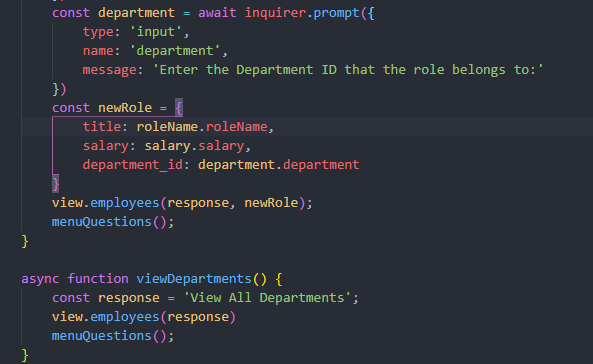 const department = await inquirer.prompt({
type: 'input',
name: 'department',
message: 'Enter the Department ID that the role belongs to:'
})
const newRole = {
title: roleName.roleName,
salary: salary.salary,
department_id: department.department
}
view.employees(response, newRole);
menuQuestions();
}
async function viewDepartments() {
const response = 'View All Departments';
view.employees(response)
menuQuestions();
}